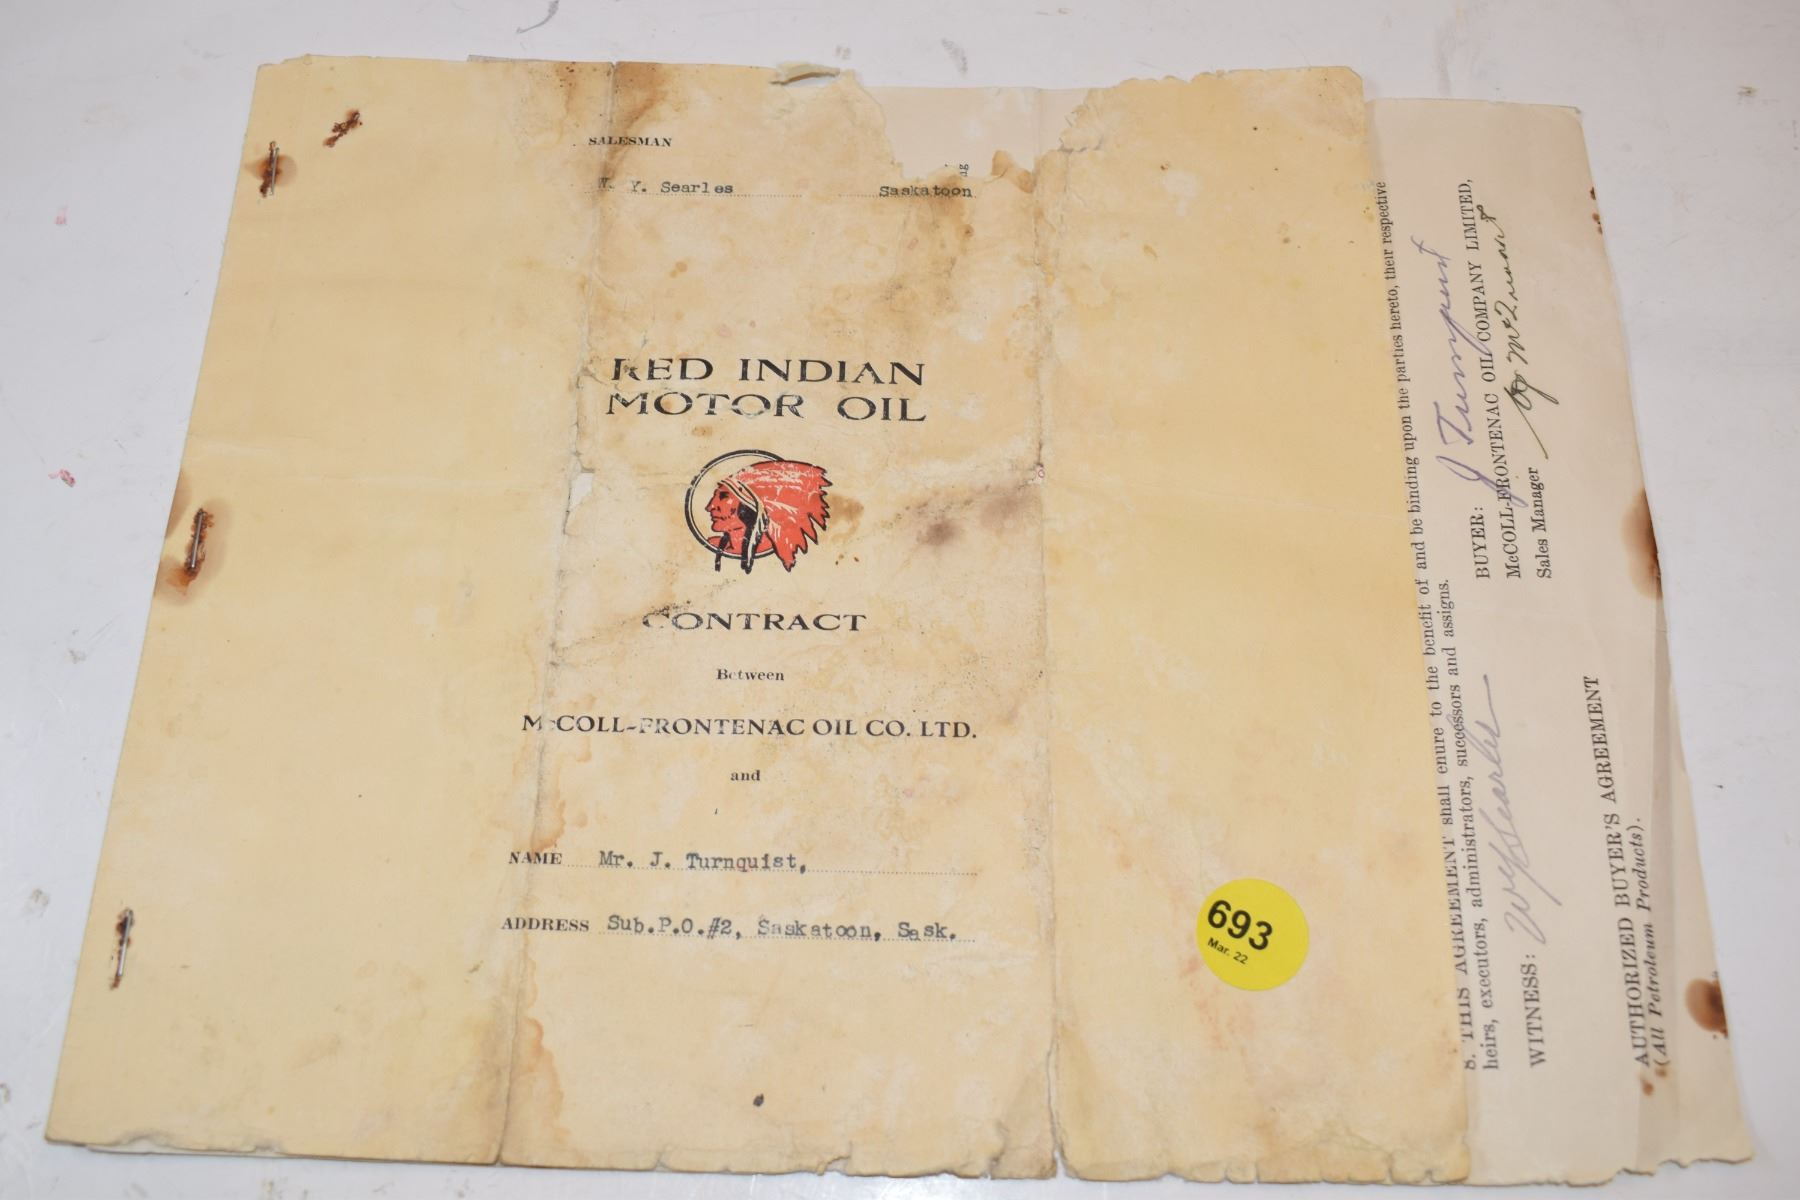 SALESMAN
W. Y. Searles Saskatoon
RED INDIAN
MOTOR OIL
CONTRACT
Between
McCOLL-FRONTENAC OIL CO. LTD.
and
NAME Mr. J. Turnquist,
ADDRESS Sub.P.O.#2, Saskatoon, Sask.
693
Mar. 22
8. THIS AGREEMENT shall enure to the benefit of and be binding upon the parties hereto, their respective
heirs, executors, administrators, successors and assigns.
WITNESS: WYSearles BUYER: J Turnquist
McCOLL-FRONTENAC OIL COMPANY LIMITED,
Sales Manager
AUTHORIZED BUYER'S AGREEMENT
(All Petroleum Products).